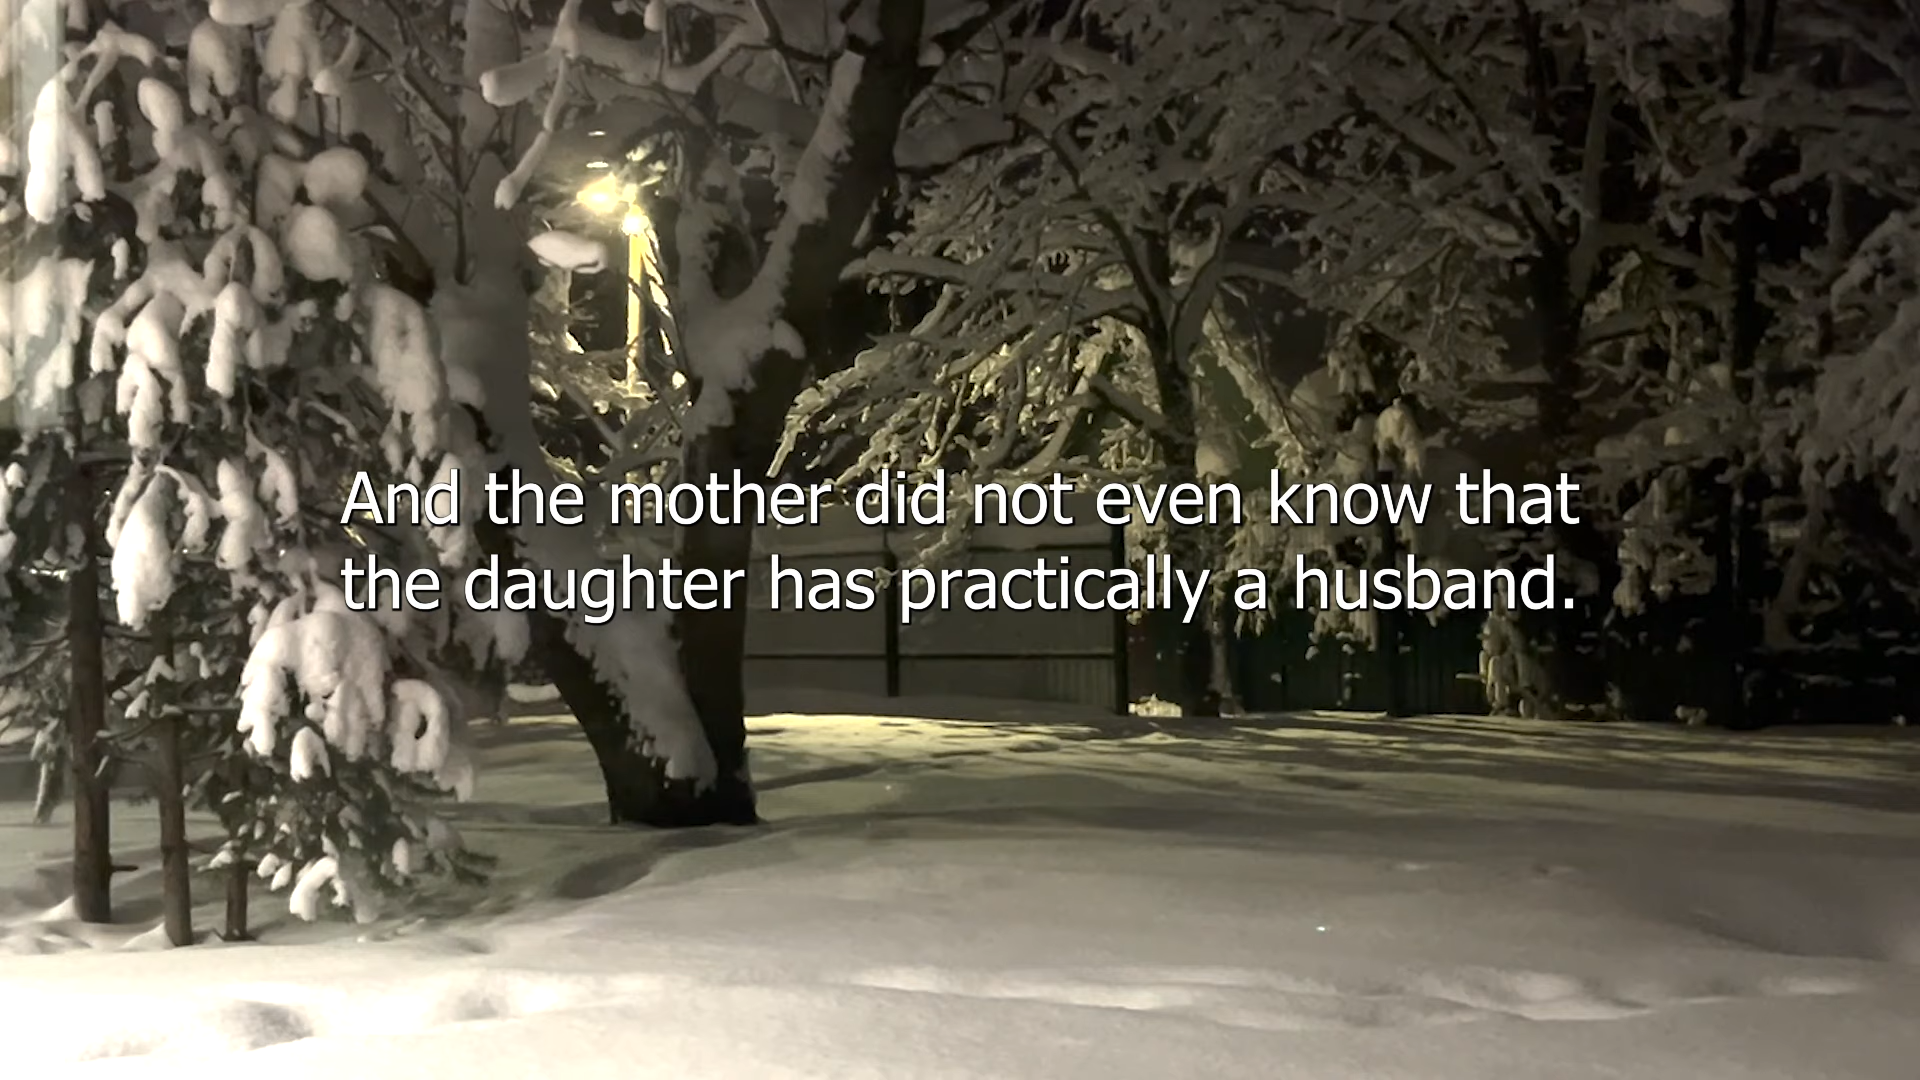 And the mother did not even know that
the daughter has practically a husband.